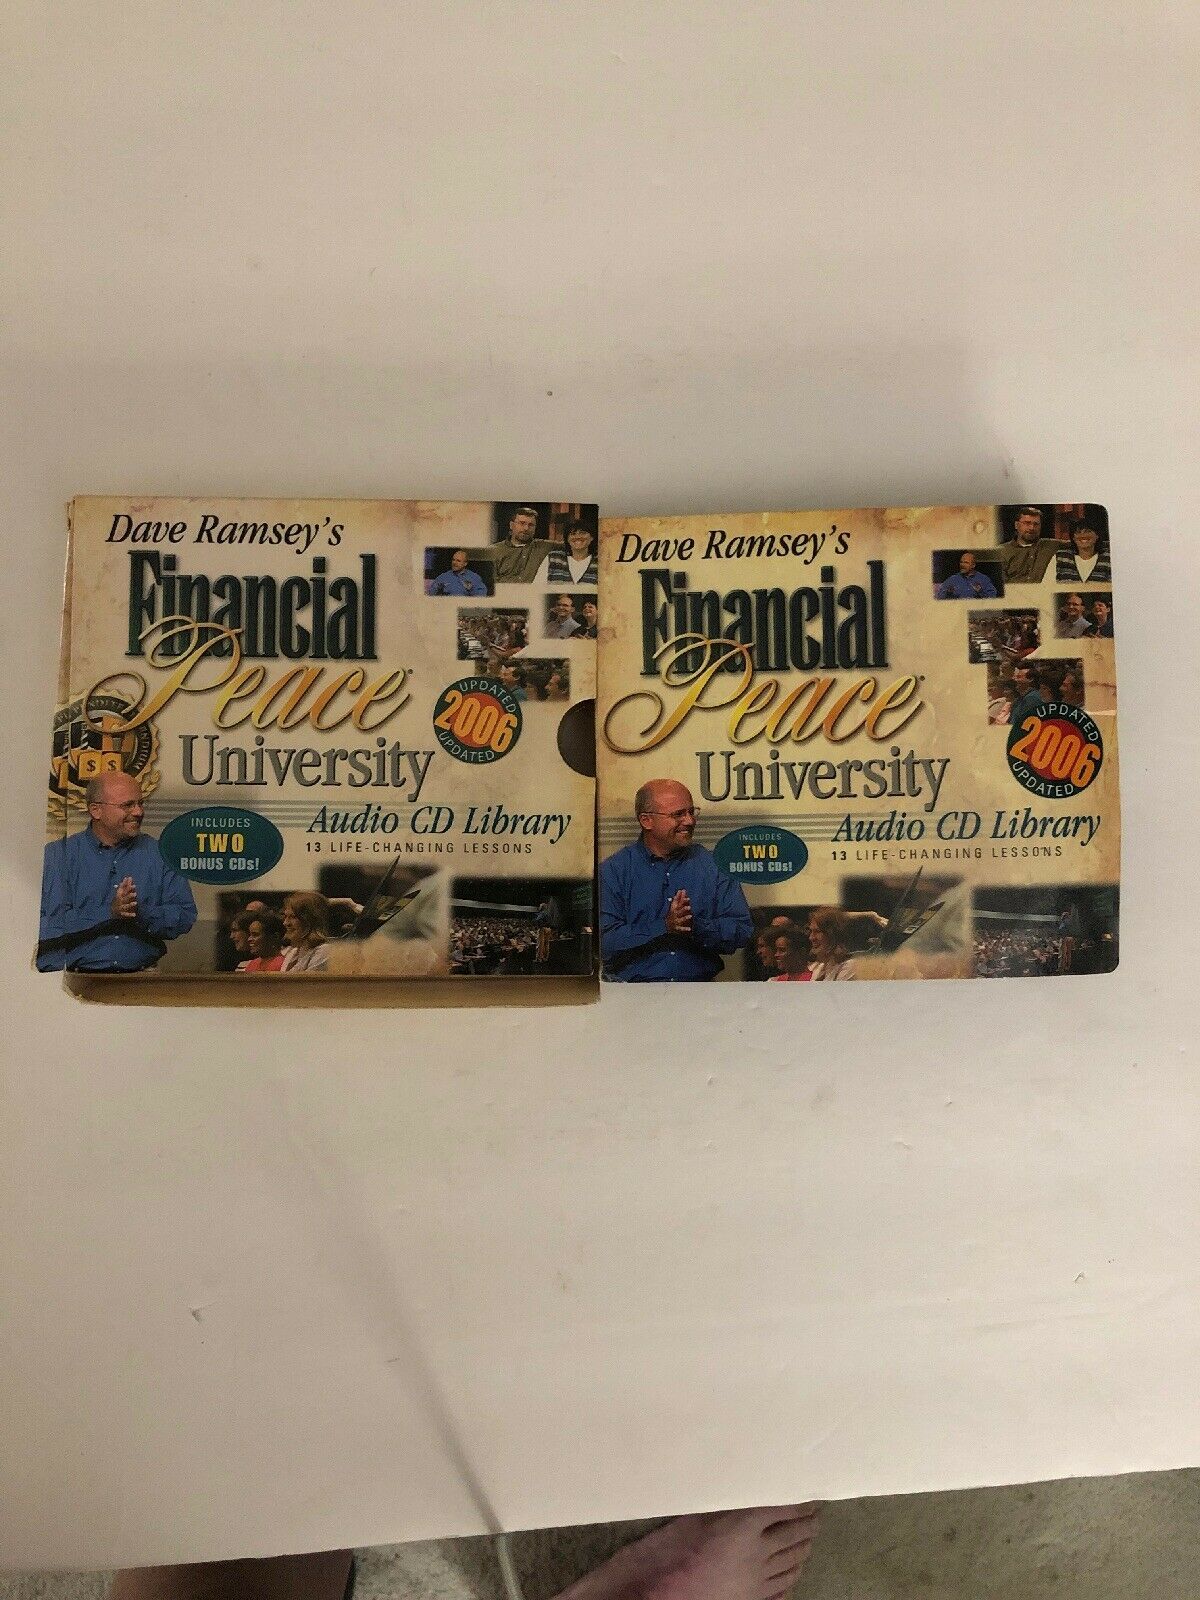 Dave Ramsey's
Financial
Peace
University
UPDATED
2006
UPDATED
INCLUDES
TWO
BONUS CDs!
Audio CD Library
13 LIFE-CHANGING LESSONS
$ $
Dave Ramsey's
Financial
Peace
University
UPDATED
2006
UPDATED
INCLUDES
TWO
BONUS CDs!
Audio CD Library
13 LIFE-CHANGING LESSONS